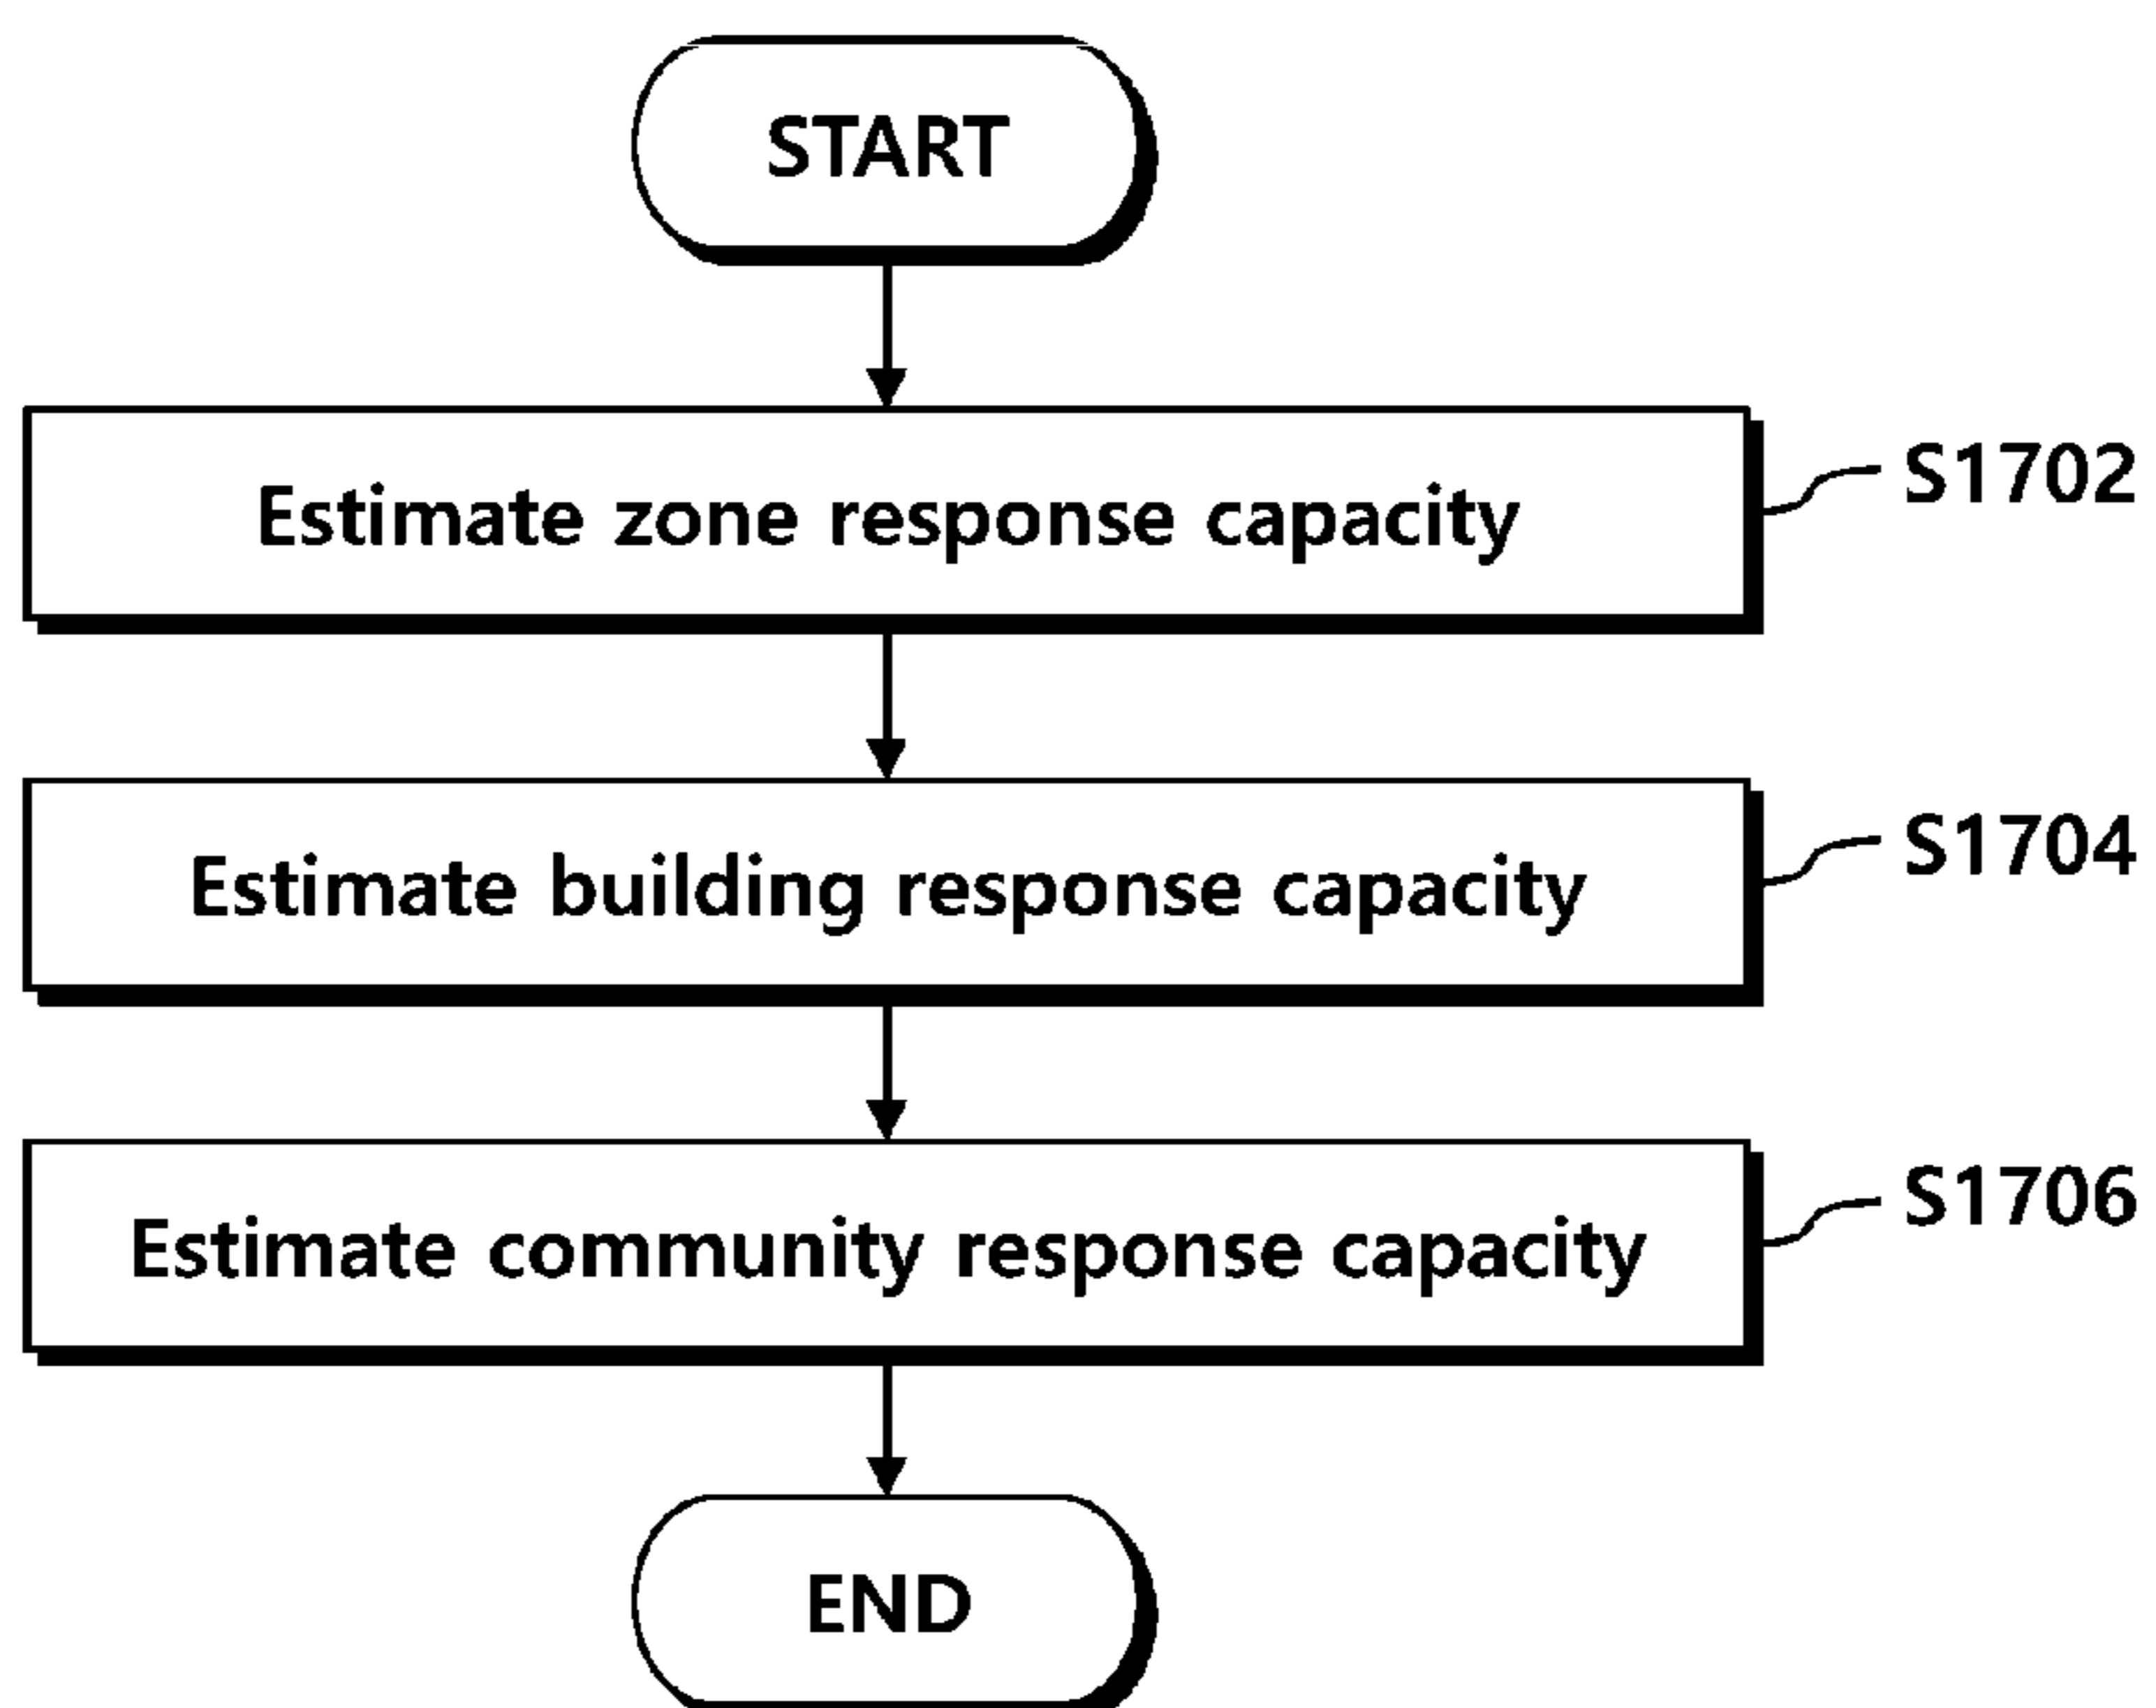 START
Estimate zone response capacity
S1702
Estimate building response capacity
S1704
Estimate community response capacity
S1706
END